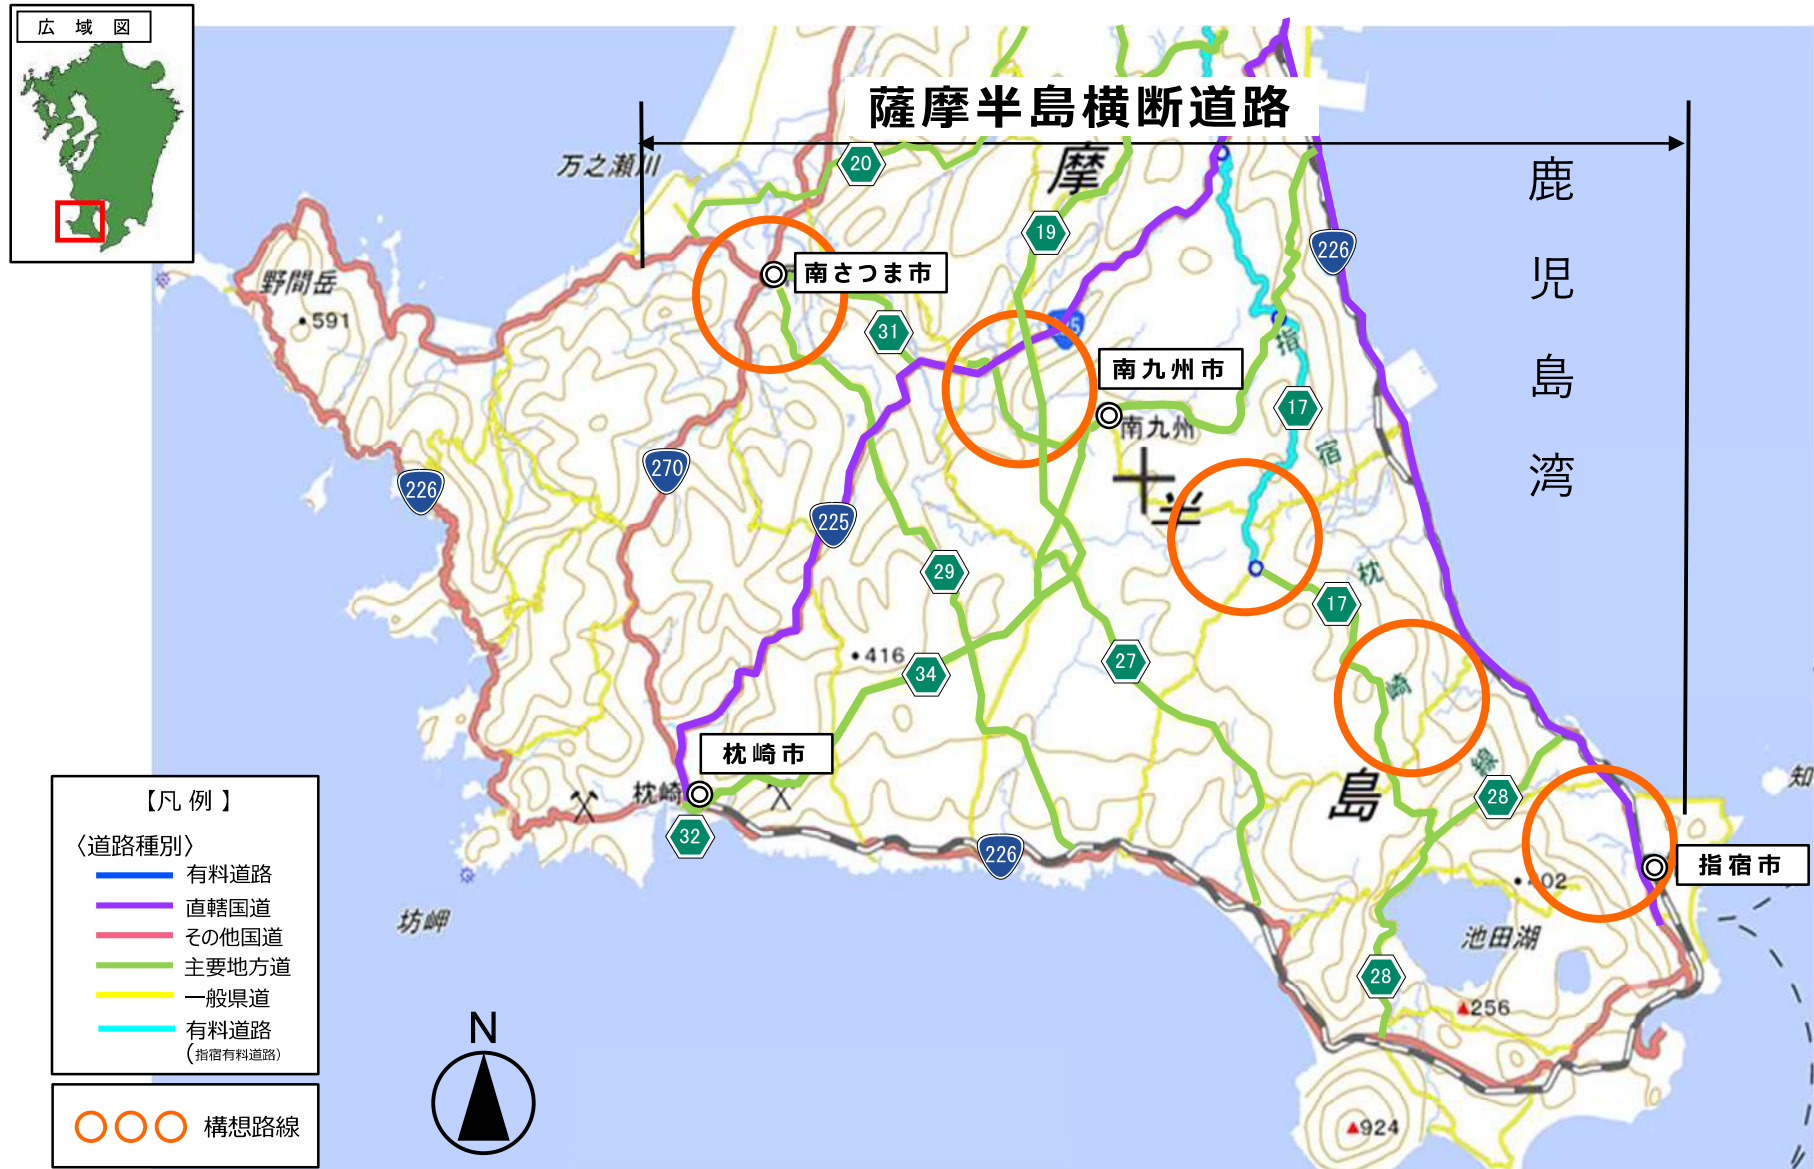 広域図
薩摩半島横断道路
万之瀬川
摩
鹿児島湾
20
19
226
野間岳
591
南さつま市
31
指
南九州市
17
南九州
宿
270
226
225
半
29
枕
17
416
34
27
崎
枕崎市
線
島
28
知
枕崎
32
226
402
指宿市
坊岬
池田湖
28
256
924
【凡例】
〈道路種別〉
有料道路
直轄国道
その他国道
主要地方道
一般県道
有料道路
(指宿有料道路)
構想路線
N